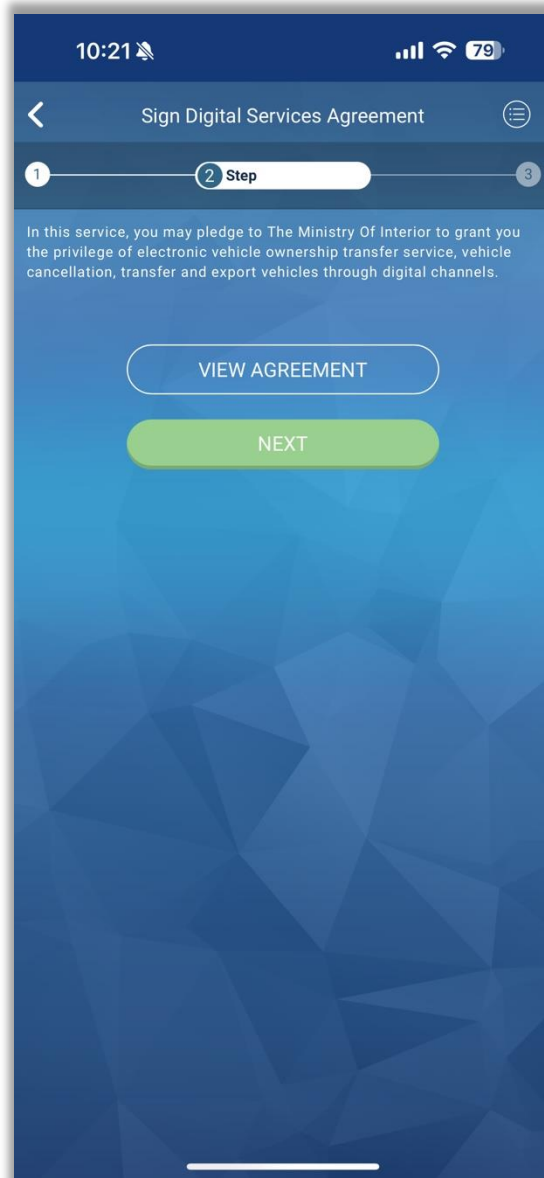 10:21
79
Sign Digital Services Agreement
1
2 Step
3
In this service, you may pledge to The Ministry Of Interior to grant you
the privilege of electronic vehicle ownership transfer service, vehicle
cancellation, transfer and export vehicles through digital channels.
VIEW AGREEMENT
NEXT